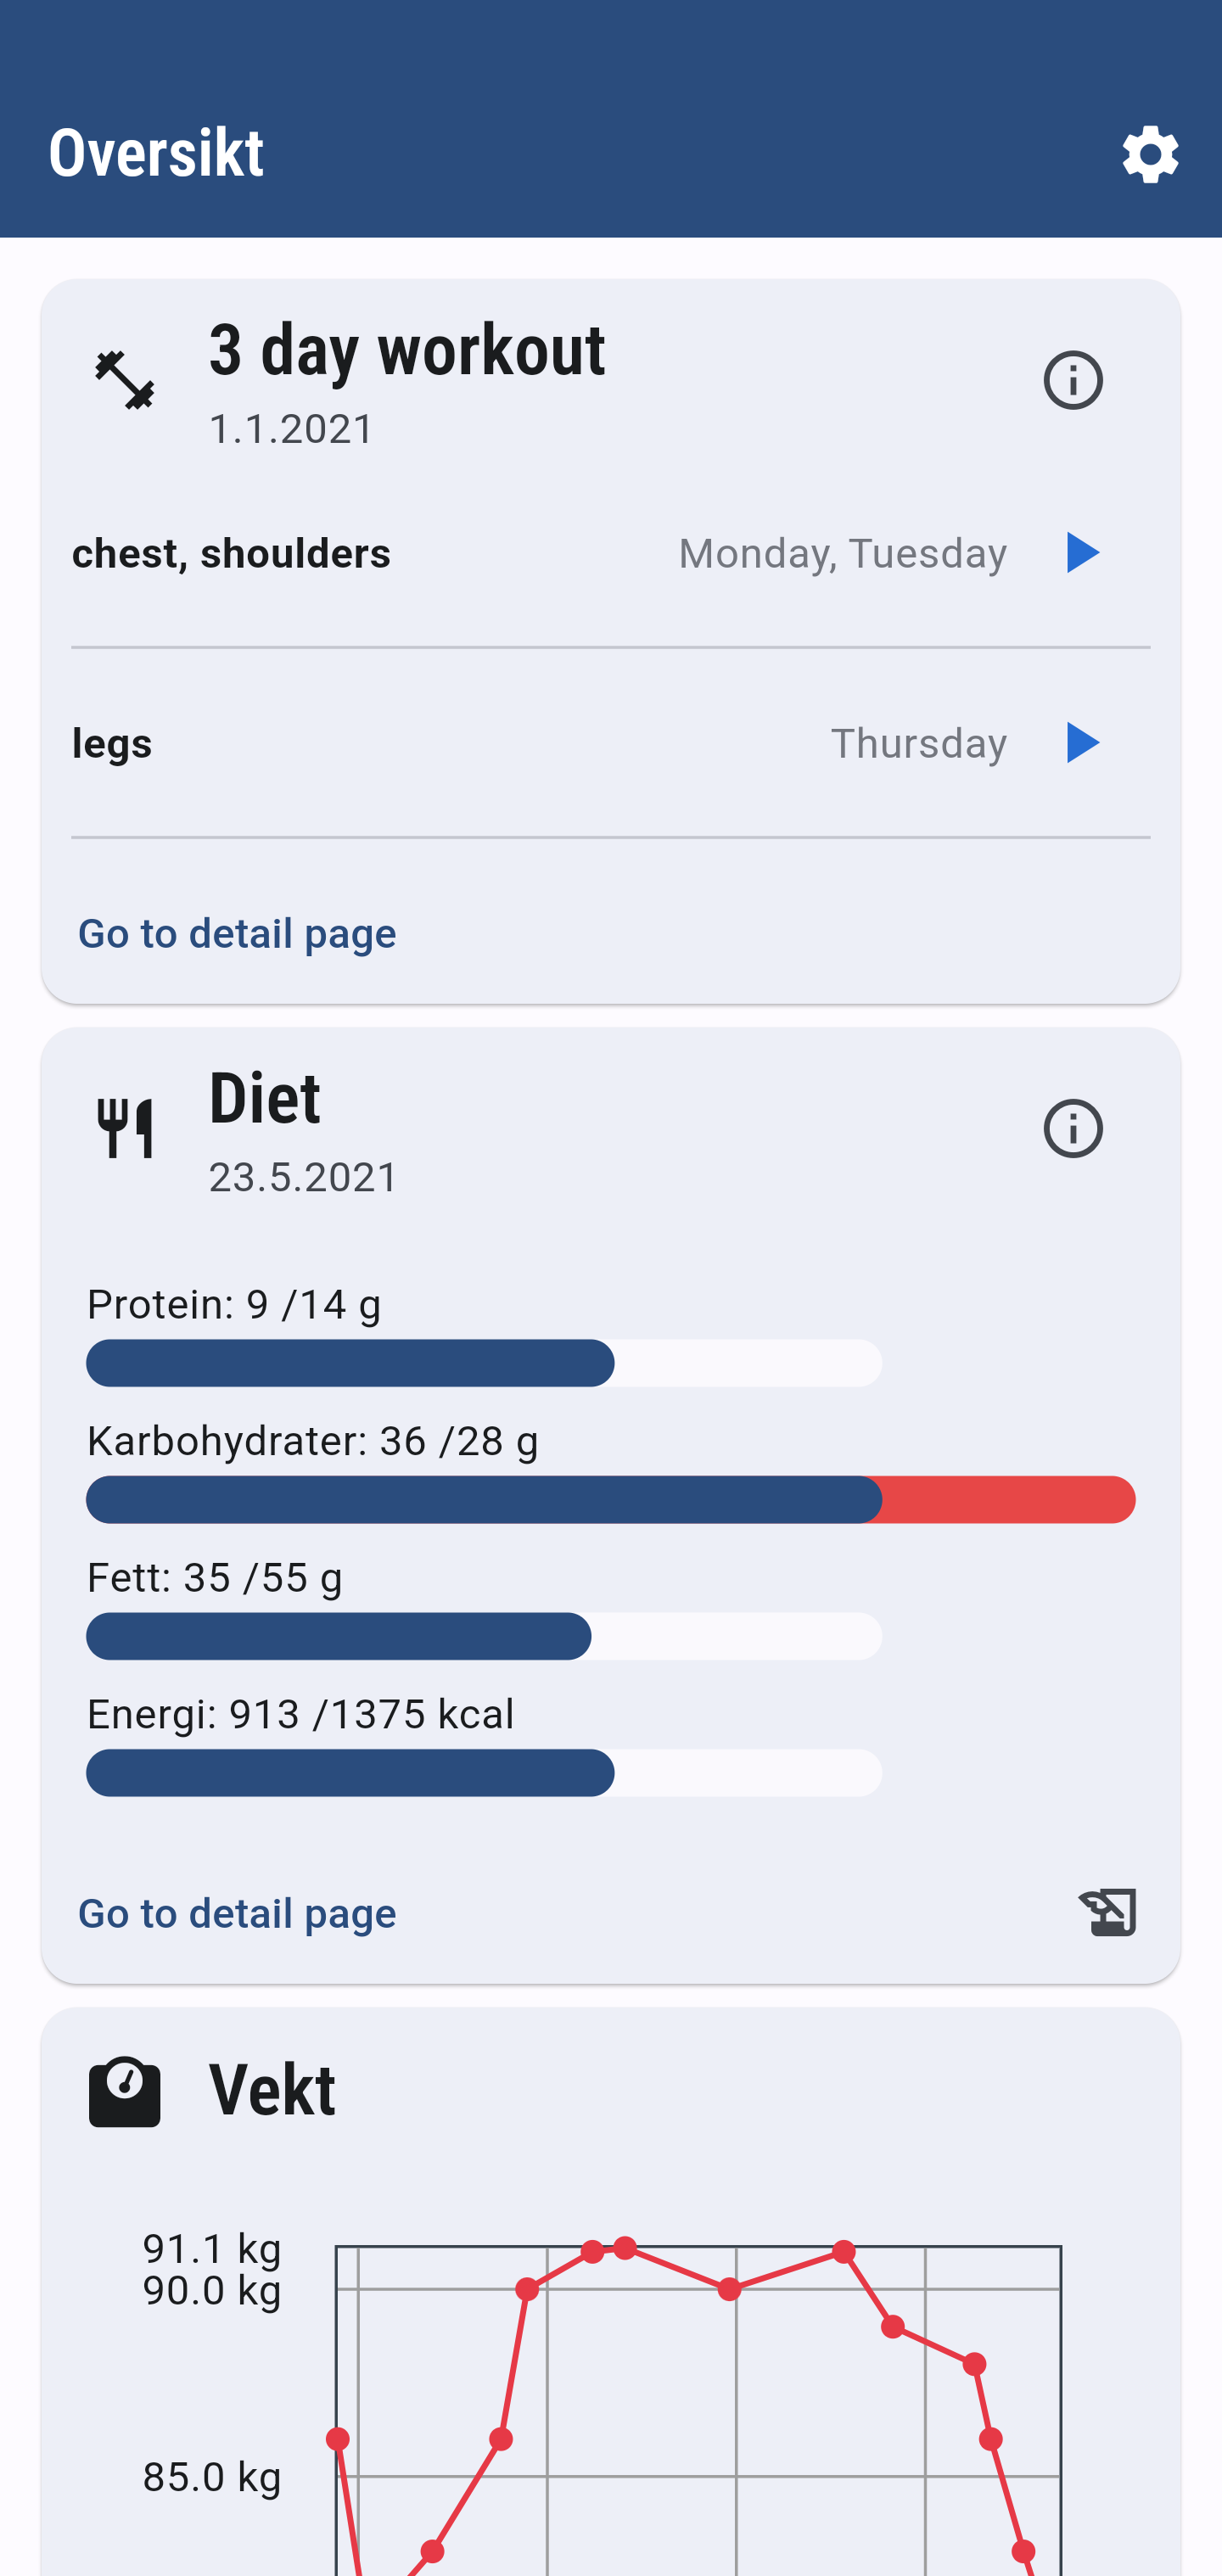 Oversikt
3 day workout
1.1.2021
chest, shoulders Monday, Tuesday
legs Thursday
Go to detail page
Diet
23.5.2021
Protein: 9 /14 g
Karbohydrater: 36 /28 g
Fett: 35 /55 g
Energi: 913 /1375 kcal
Go to detail page
Vekt
91.1 kg
90.0 kg
85.0 kg